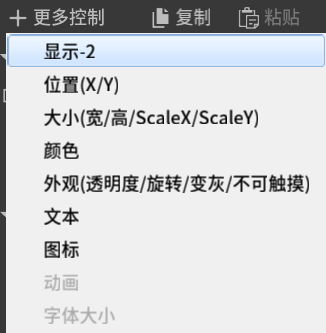 更多控制 复制 粘贴
显示-2
位置(X/Y)
大小(宽/高/ScaleX/ScaleY)
颜色
外观(透明度/旋转/变灰/不可触摸)
文本
图标
动画
字体大小